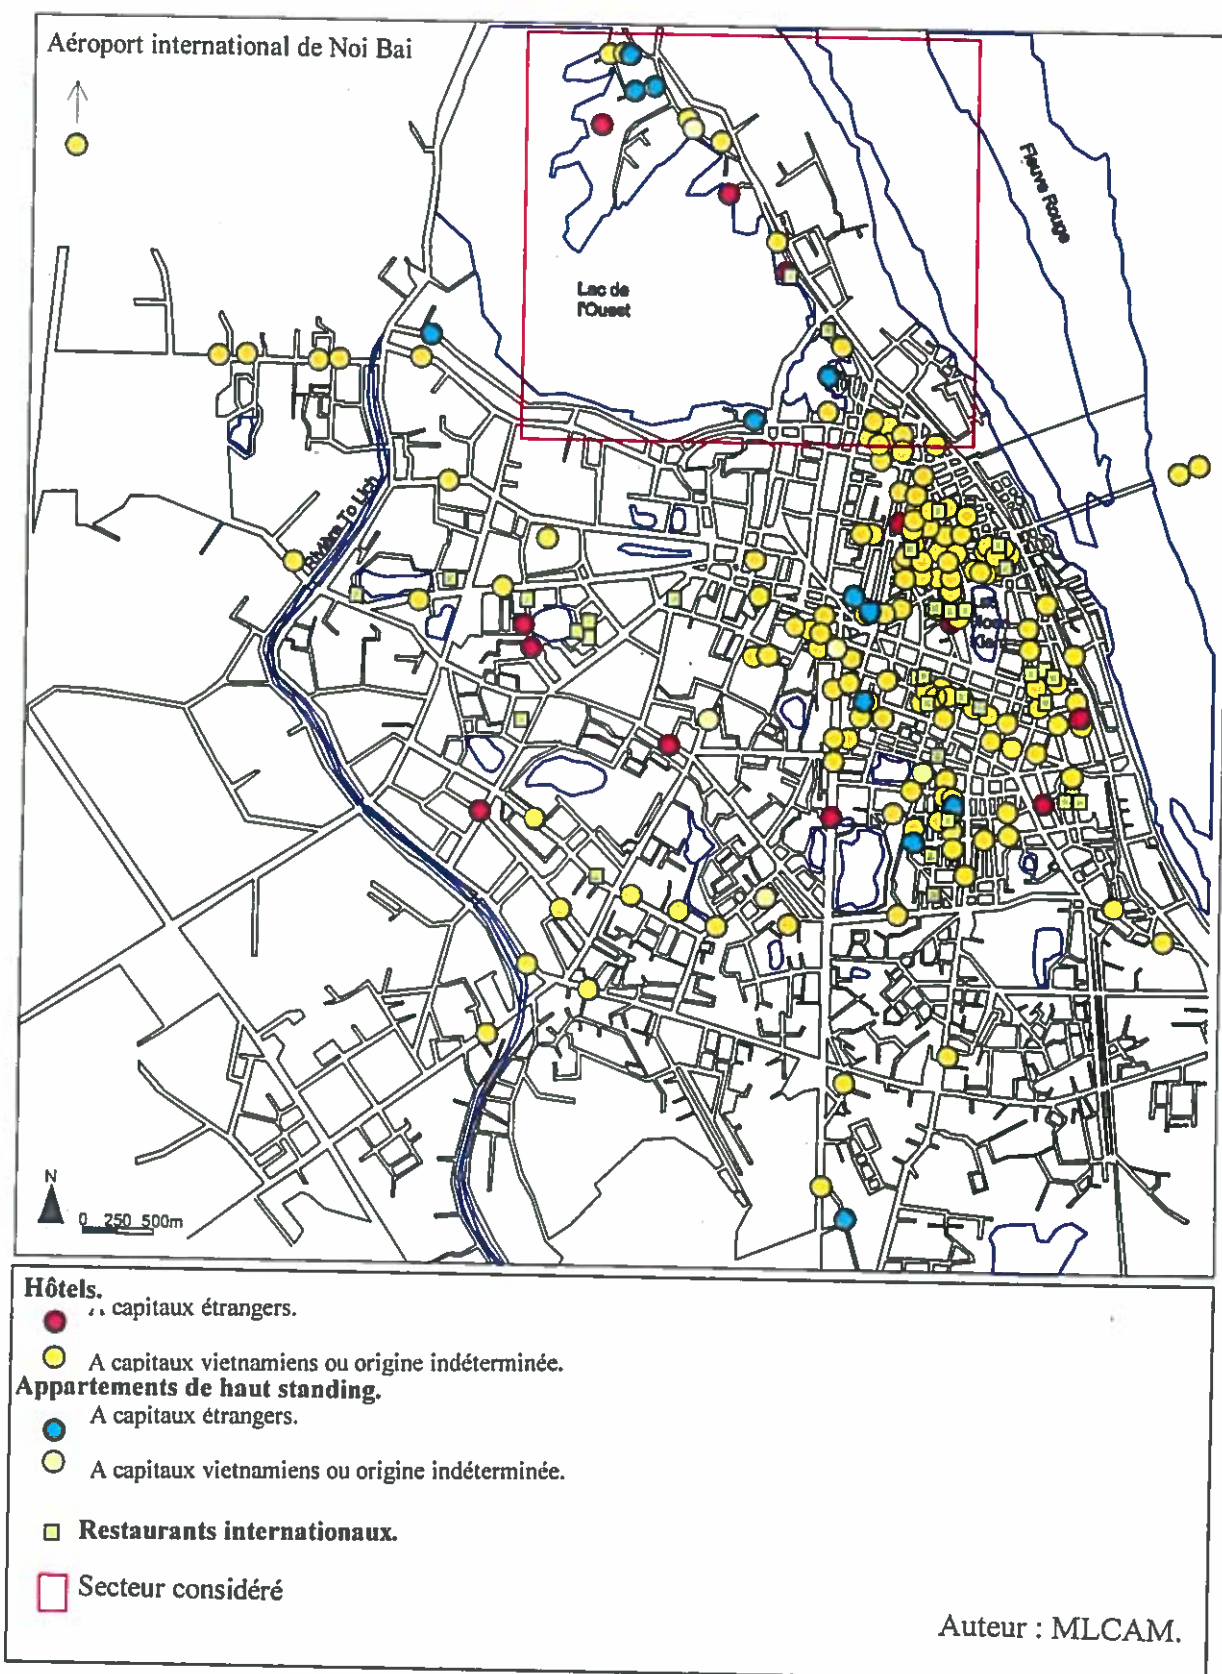 Aéroport international de Noi Bai
Fleuve Rouge
Lac de
l'Ouest
Rivière To Lich
N
0 250 500m
Hôtels.
A capitaux étrangers.
A capitaux vietnamiens ou origine indéterminée.
Appartements de haut standing.
A capitaux étrangers.
A capitaux vietnamiens ou origine indéterminée.
Restaurants internationaux.
Secteur considéré
Auteur : MLCAM.